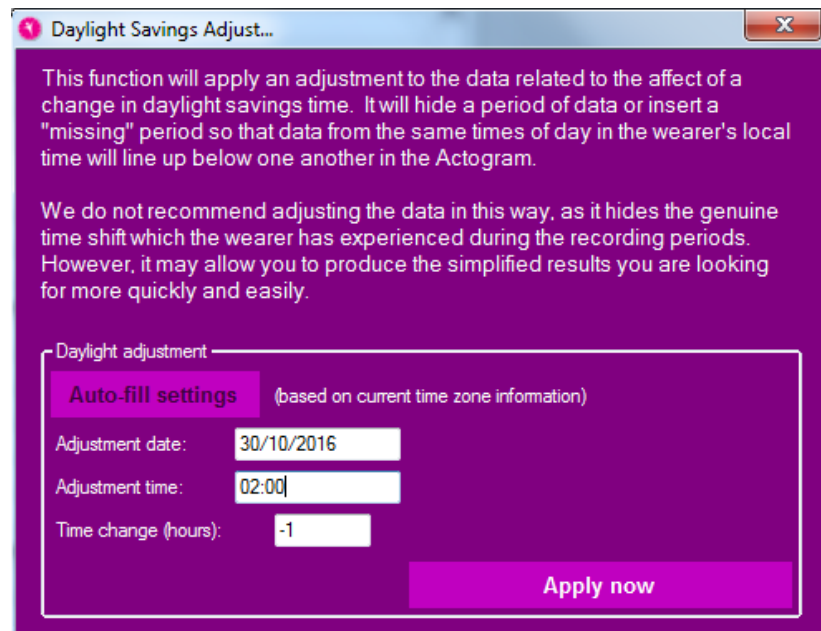 Daylight Savings Adjust...
This function will apply an adjustment to the data related to the affect of a
change in daylight savings time. It will hide a period of data or insert a
"missing" period so that data from the same times of day in the wearer's local
time will line up below one another in the Actogram.
We do not recommend adjusting the data in this way, as it hides the genuine
time shift which the wearer has experienced during the recording periods.
However, it may allow you to produce the simplified results you are looking
for more quickly and easily.
Daylight adjustment
Auto-fill settings (based on current time zone information)
Adjustment date: 30/10/2016
Adjustment time: 02:00
Time change (hours): -1
Apply now